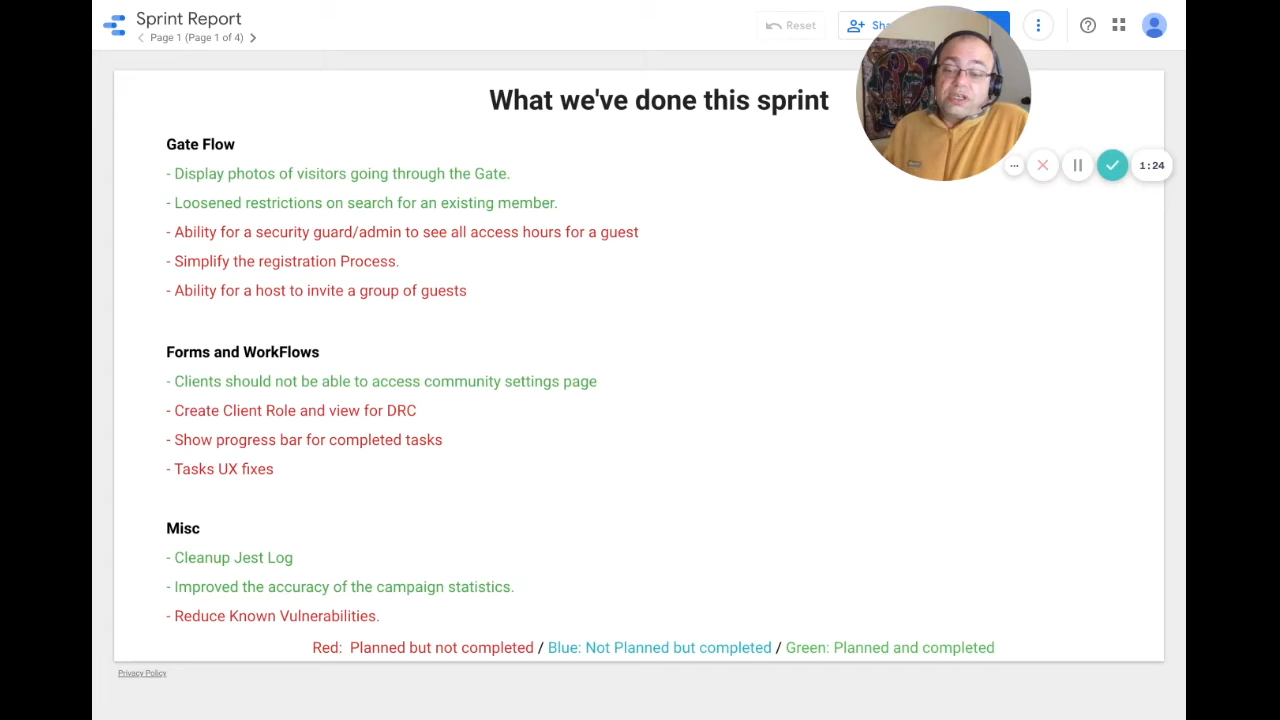 Sprint Report
Page 1 (Page 1 of 4)
Reset
What we've done this sprint
1:24
Gate Flow
- Display photos of visitors going through the Gate.
- Loosened restrictions on search for an existing member.
- Ability for a security guard/admin to see all access hours for a guest
- Simplify the registration Process.
- Ability for a host to invite a group of guests
Forms and WorkFlows
- Clients should not be able to access community settings page
- Create Client Role and view for DRC
- Show progress bar for completed tasks
- Tasks UX fixes
Misc
- Cleanup Jest Log
- Improved the accuracy of the campaign statistics.
- Reduce Known Vulnerabilities.
Red: Planned but not completed / Blue: Not Planned but completed / Green: Planned and completed
Privacy Policy